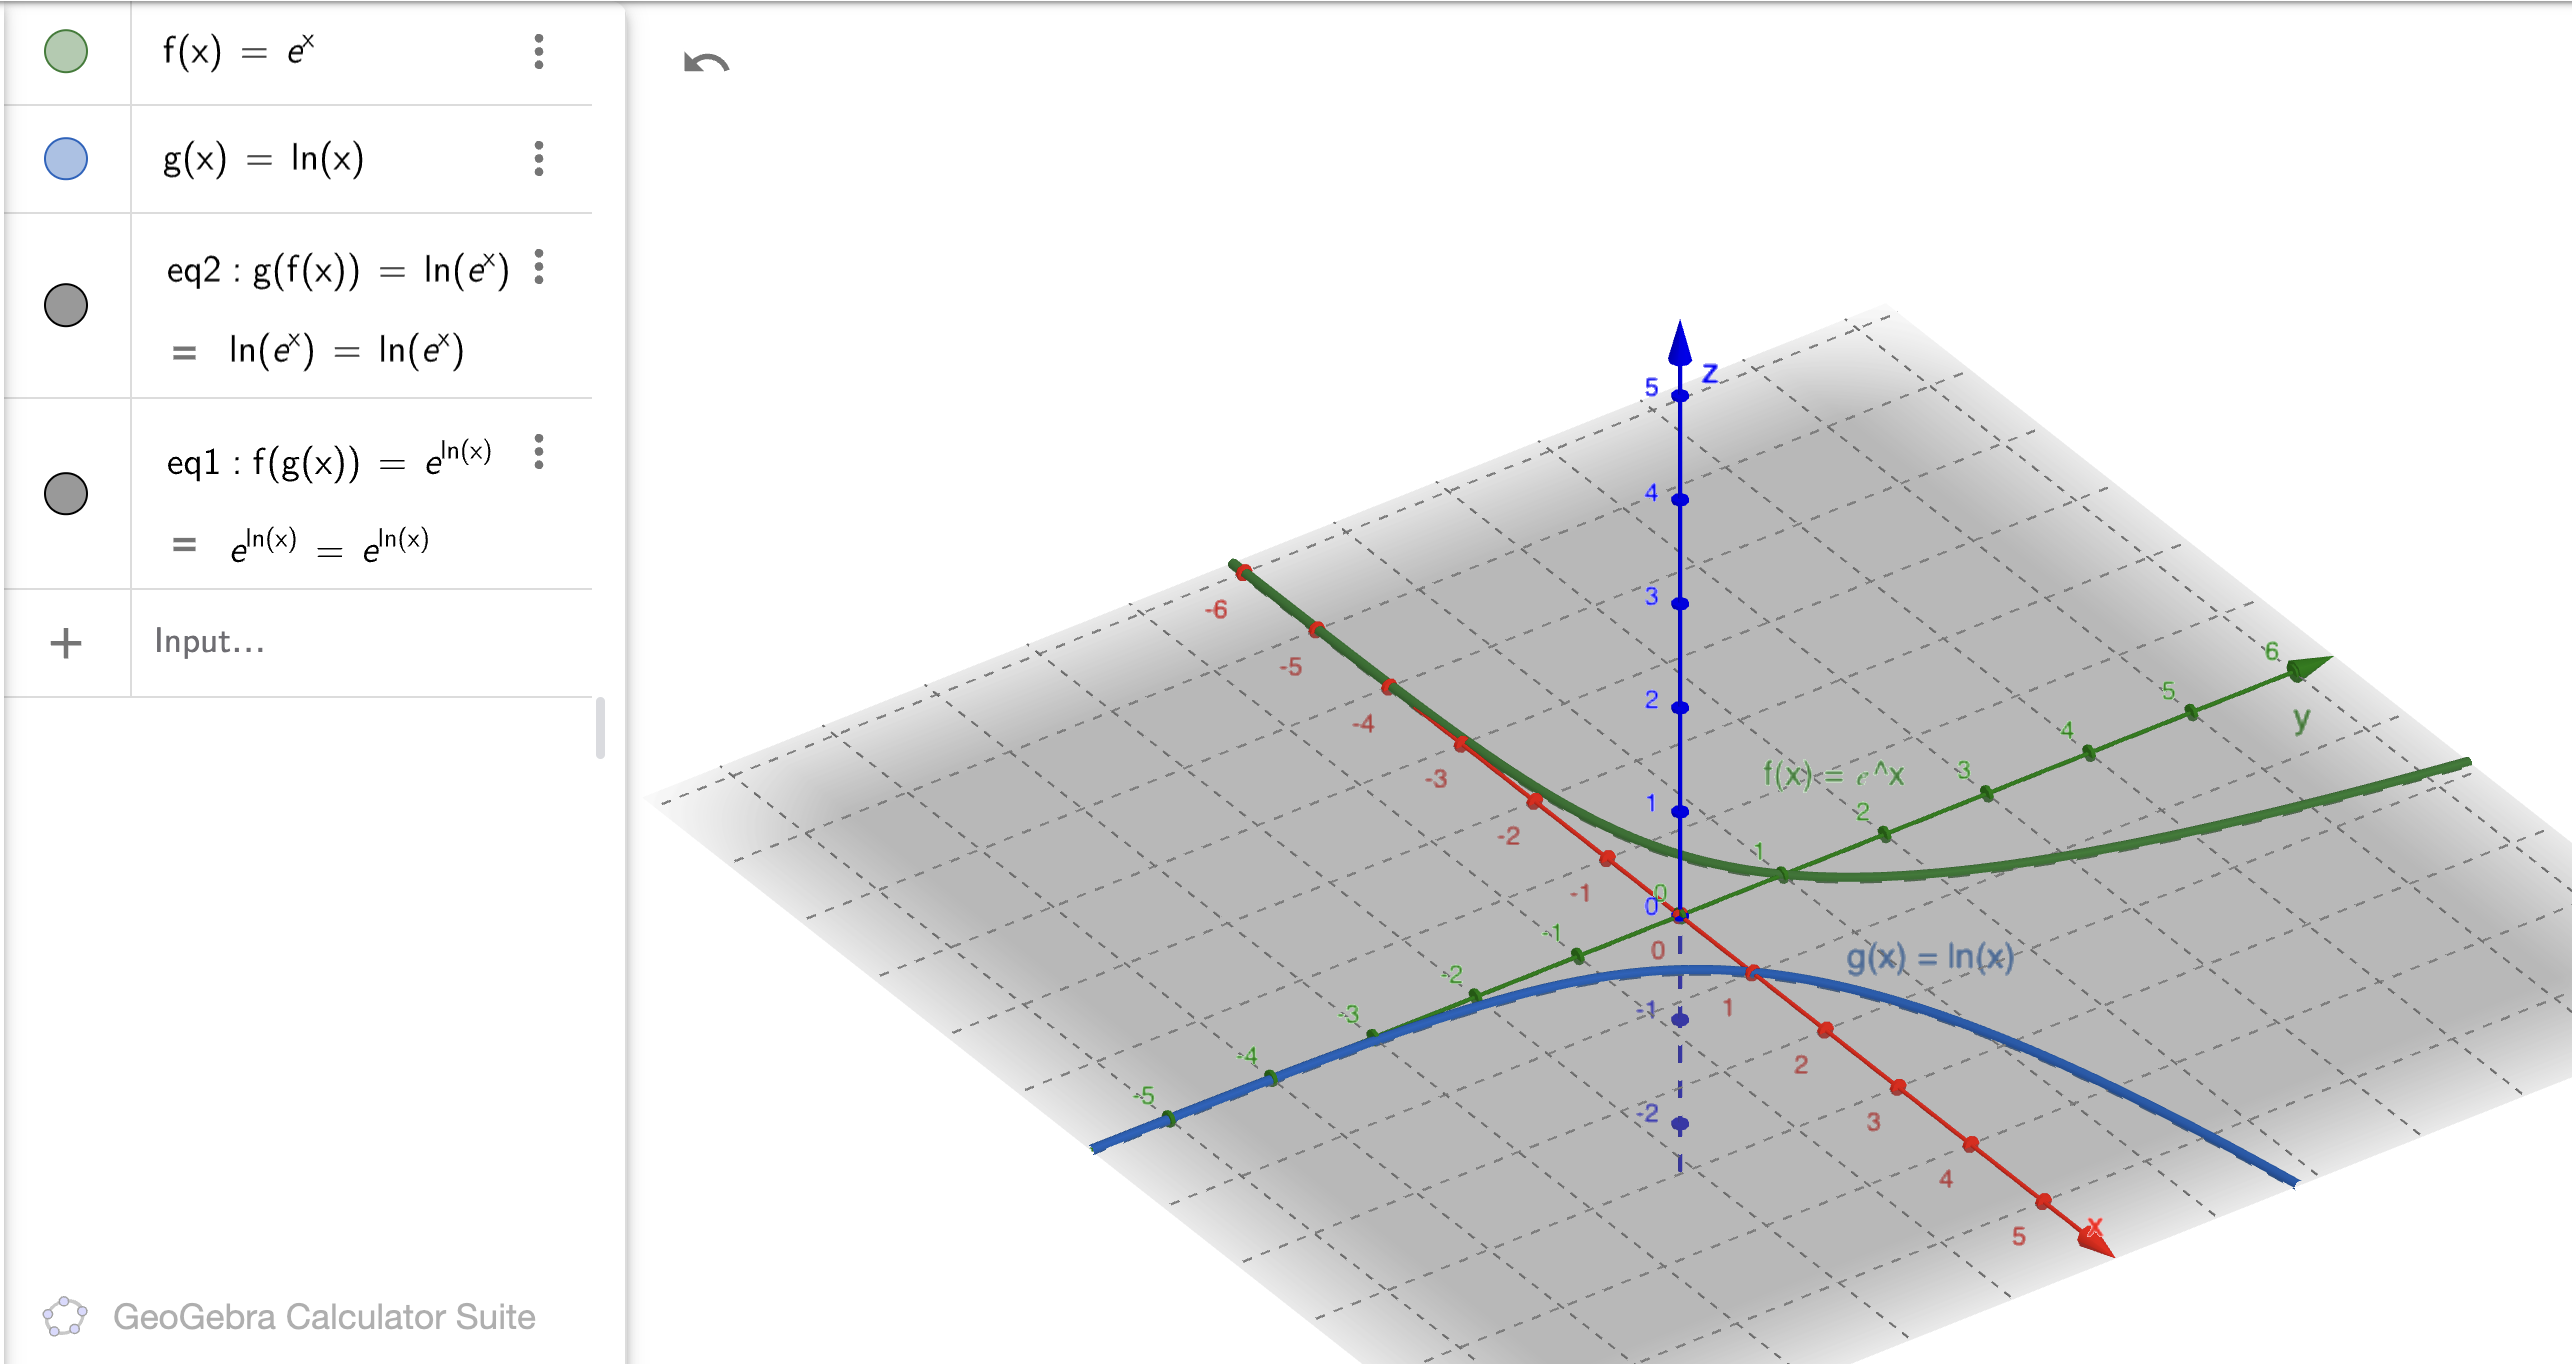 f(x) = e^x
g(x) = ln(x)
eq2 : g(f(x)) = ln(e^x)
= ln(e^x) = ln(e^x)
eq1 : f(g(x)) = e^ln(x)
= e^ln(x) = e^ln(x)
+ Input...
GeoGebra Calculator Suite
z
5
4
3
2
1
0
-1
-2
-6
-5
-4
-3
-2
-1
0
1
2
3
4
5
x
6
5
4
3
2
1
0
-1
-2
-3
-4
-5
y
f(x) = e^x
g(x) = ln(x)